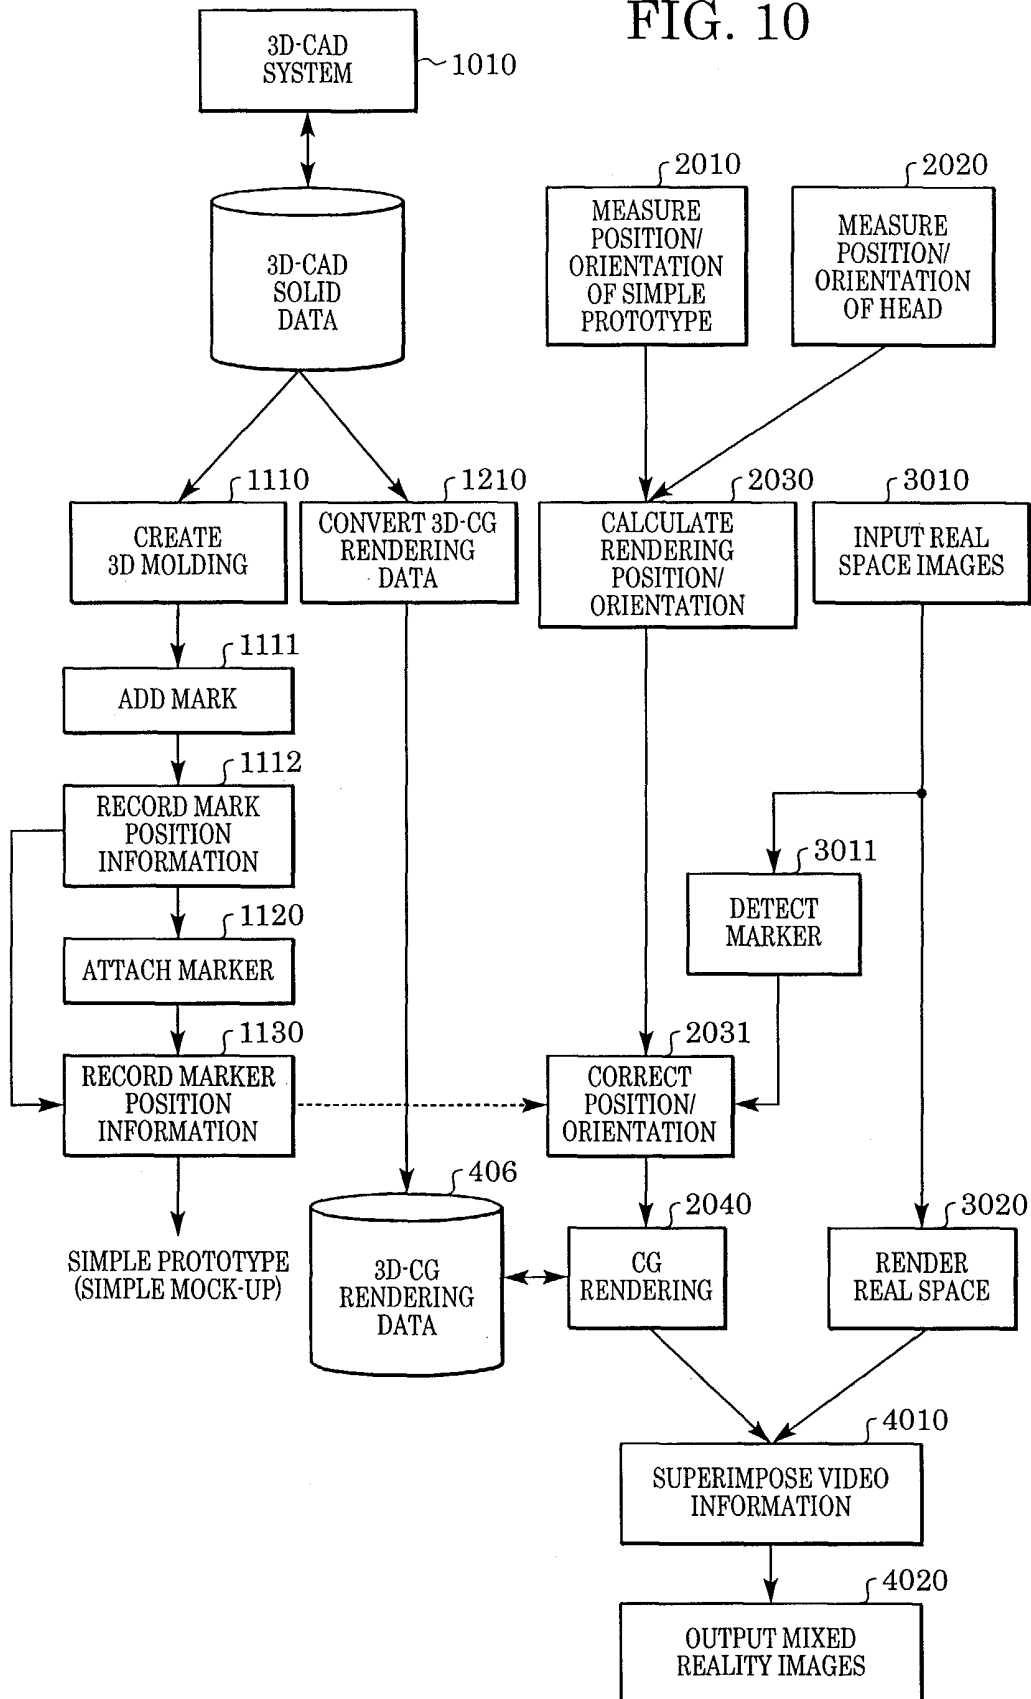 FIG. 10
3D-CAD
SYSTEM
1010
3D-CAD
SOLID
DATA
2010
MEASURE
POSITION/
ORIENTATION
OF SIMPLE
PROTOTYPE
2020
MEASURE
POSITION/
ORIENTATION
OF HEAD
1110
CREATE
3D MOLDING
1210
CONVERT 3D-CG
RENDERING
DATA
2030
CALCULATE
RENDERING
POSITION/
ORIENTATION
3010
INPUT REAL
SPACE IMAGES
1111
ADD MARK
1112
RECORD MARK
POSITION
INFORMATION
3011
DETECT
MARKER
1120
ATTACH MARKER
1130
RECORD MARKER
POSITION
INFORMATION
2031
CORRECT
POSITION/
ORIENTATION
SIMPLE PROTOTYPE
(SIMPLE MOCK-UP)
406
3D-CG
RENDERING
DATA
2040
CG
RENDERING
3020
RENDER
REAL SPACE
4010
SUPERIMPOSE VIDEO
INFORMATION
4020
OUTPUT MIXED
REALITY IMAGES